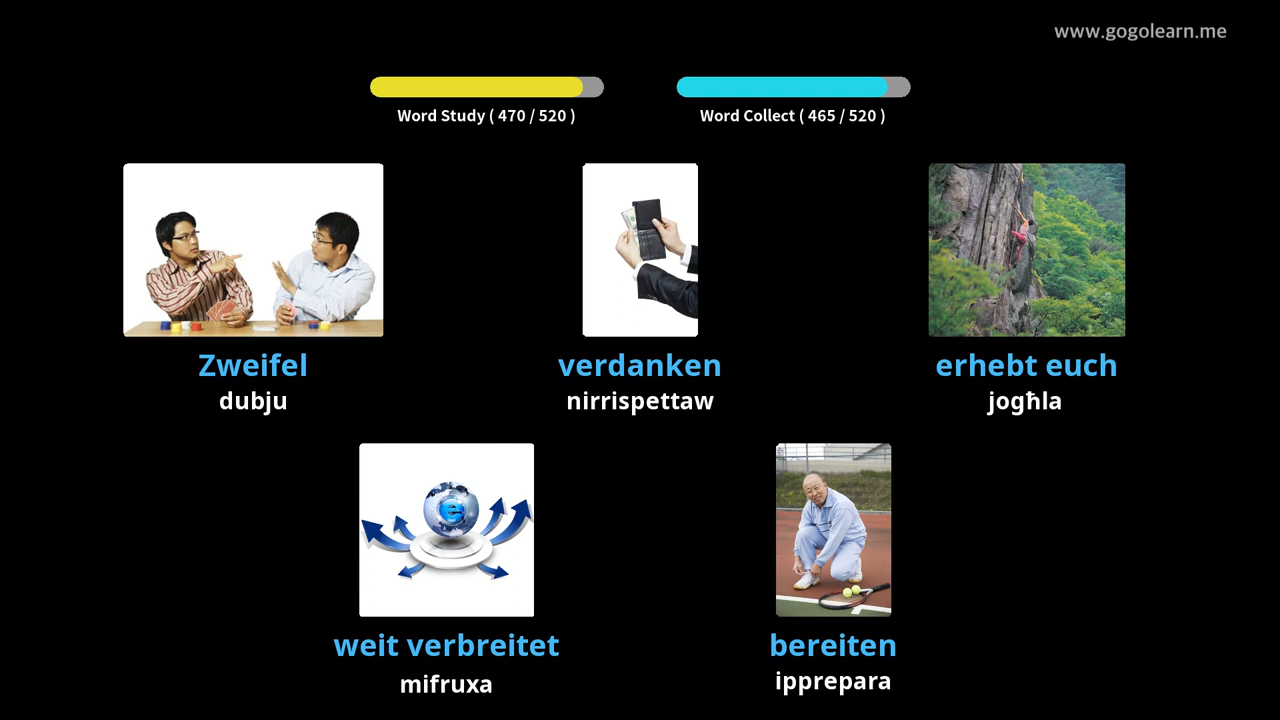 www.gogolearn.me
Word Study ( 470 / 520 )
Word Collect ( 465 / 520 )
Zweifel
dubju
verdanken
nirrispettaw
erhebt euch
jogħla
e
weit verbreitet
mifruxa
bereiten
ipprepara